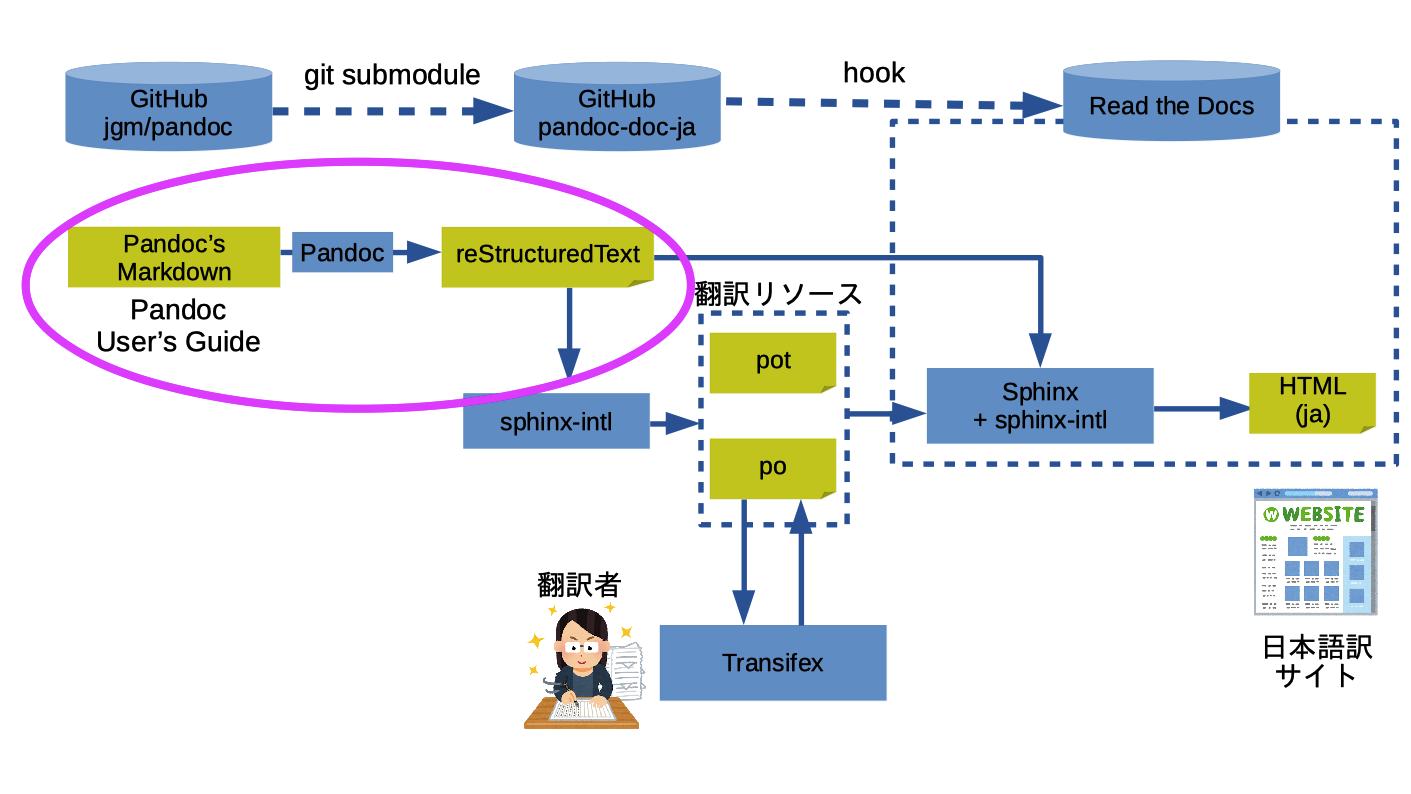 git submodule
hook
GitHub
jgm/pandoc
GitHub
pandoc-doc-ja
Read the Docs
Pandoc’s
Markdown
Pandoc
reStructuredText
Pandoc
User’s Guide
翻訳リソース
pot
po
sphinx-intl
Sphinx
+ sphinx-intl
HTML
(ja)
W WEBSITE
翻訳者
Transifex
日本語訳
サイト